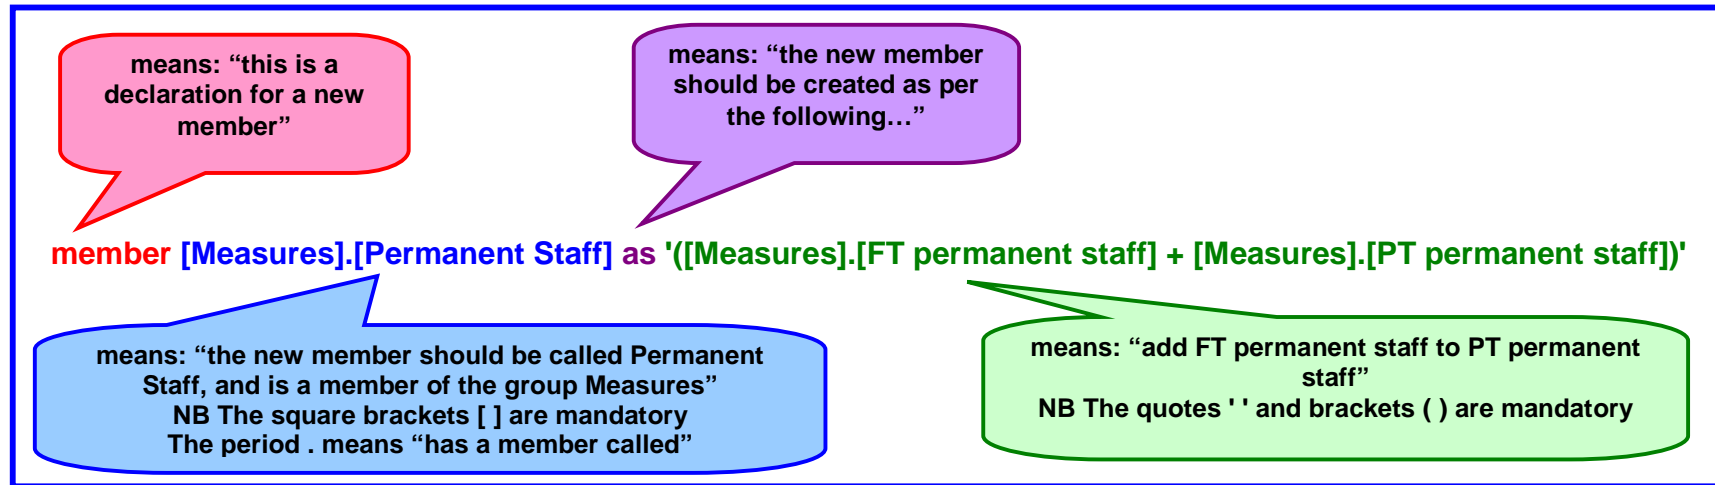 means: “this is a
declaration for a new
member”
means: “the new member
should be created as per
the following…”
member [Measures].[Permanent Staff] as '([Measures].[FT permanent staff] + [Measures].[PT permanent staff])'
means: “the new member should be called Permanent
Staff, and is a member of the group Measures”
NB The square brackets [ ] are mandatory
The period . means “has a member called”
means: “add FT permanent staff to PT permanent
staff”
NB The quotes ' ' and brackets ( ) are mandatory